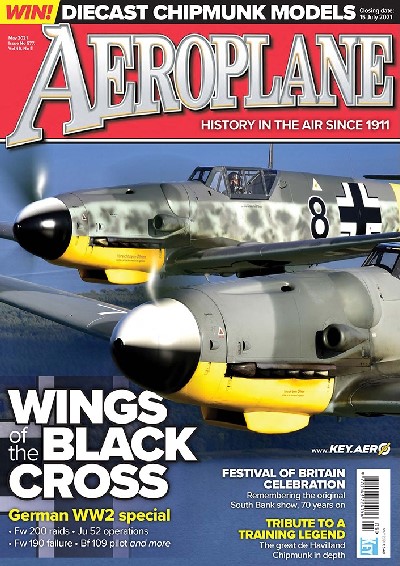 WIN! DIECAST CHIPMUNK MODELS
Closing date:
15 July 2021
May 2021
AEROPLANE
HISTORY IN THE AIR SINCE 1911
8
WINGS
of the BLACK
CROSS
German WW2 special
• Fw 200 raids • Ju 52 operations
• Fw 190 failure • Bf 109 pilot and more
www.KEY.AERO
FESTIVAL OF BRITAIN
CELEBRATION
Remembering the original
South Bank show, 70 years on
TRIBUTE TO A
TRAINING LEGEND
The great de Havilland
Chipmunk in depth
KEY